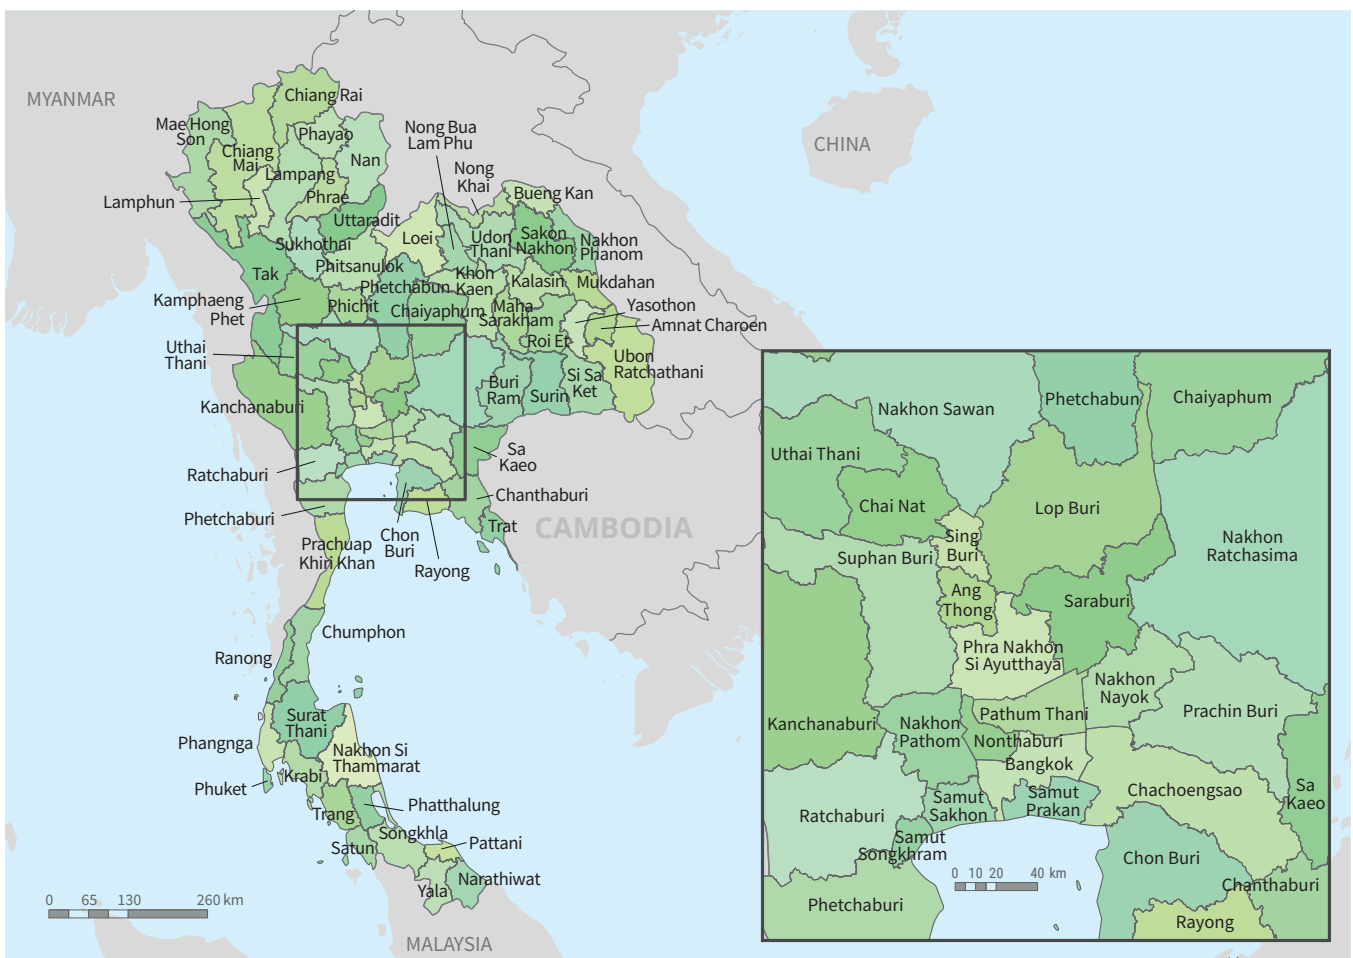 MYANMAR
CHINA
Chiang Rai
Mae Hong
Son
Phayao
Nong Bua
Lam Phu
Chiang
Mai
Nan
Lampang
Nong
Khai
Bueng Kan
Lamphun
Phrae
Uttaradit
Loei
Udon
Thani
Sakon
Nakhon
Nakhon
Phanom
Sukhothai
Tak
Phitsanulok
Phetchabun
Khon
Kaen
Kalasin
Mukdahan
Kamphaeng
Phet
Phichit
Chaiyaphum
Maha
Sarakham
Yasothon
Amnat Charoen
Roi Et
Uthai
Thani
Ubon
Ratchathani
Buri
Ram
Surin
Si Sa
Ket
Kanchanaburi
Sa
Kaeo
Ratchaburi
Chanthaburi
Phetchaburi
Trat
CAMBODIA
Prachuap
Khiri Khan
Chon
Buri
Rayong
Chumphon
Ranong
Surat
Thani
Phangnga
Nakhon Si
Thammarat
Krabi
Phuket
Phatthalung
Trang
Songkhla
Satun
Pattani
Yala
Narathiwat
MALAYSIA
0 65 130 260 km
Nakhon Sawan
Phetchabun
Chaiyaphum
Uthai Thani
Chai Nat
Lop Buri
Sing
Buri
Nakhon
Ratchasima
Suphan Buri
Ang
Thong
Saraburi
Phra Nakhon
Si Ayutthaya
Nakhon
Nayok
Kanchanaburi
Nakhon
Pathom
Pathum Thani
Prachin Buri
Nonthaburi
Bangkok
Samut
Prakan
Chachoengsao
Sa
Kaeo
Ratchaburi
Samut
Sakhon
Samut
Songkhram
Chon Buri
0 10 20 40 km
Chanthaburi
Phetchaburi
Rayong